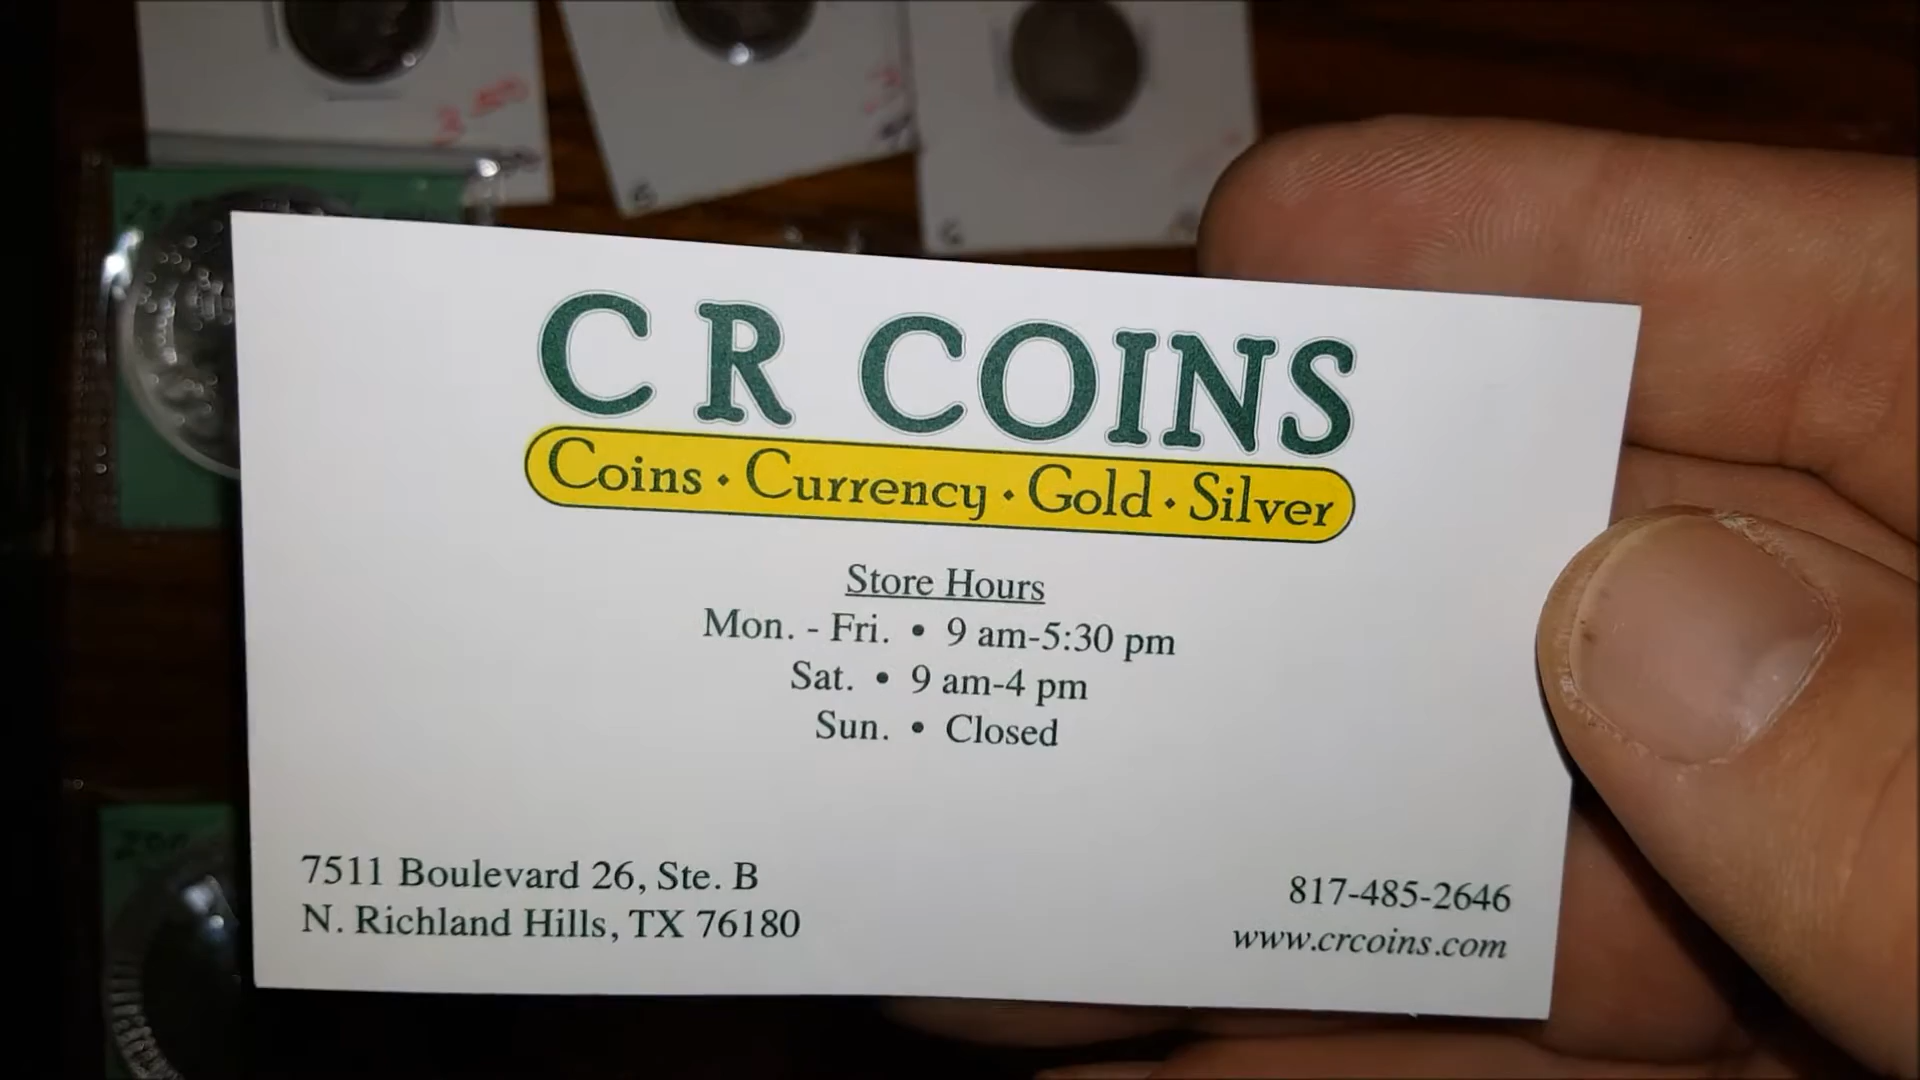 C R COINS
Coins · Currency · Gold · Silver
Store Hours
Mon. - Fri. • 9 am-5:30 pm
Sat. • 9 am-4 pm
Sun. • Closed
7511 Boulevard 26, Ste. B
N. Richland Hills, TX 76180
817-485-2646
www.crcoins.com